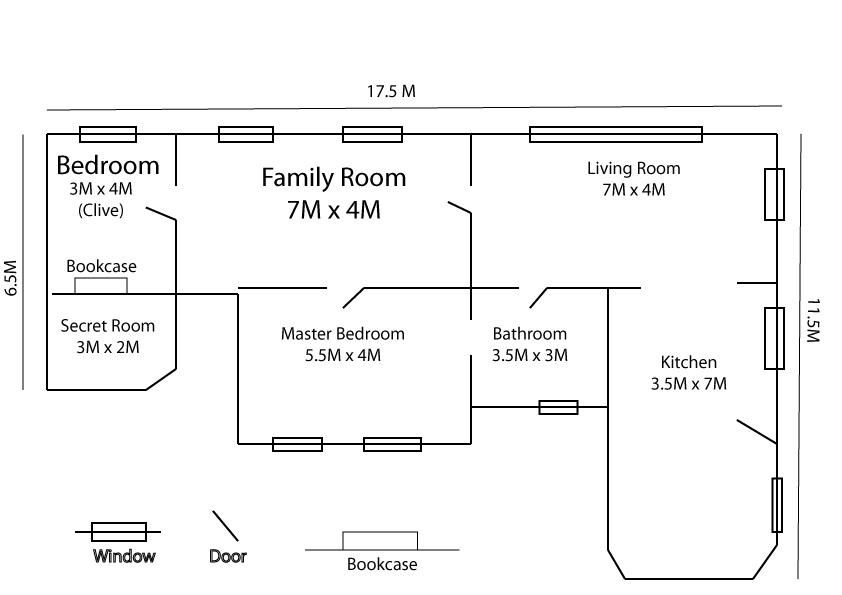 17.5 M
Bedroom
3M x 4M
(Clive)
Family Room
7M x 4M
Living Room
7M x 4M
6.5M
Bookcase
Secret Room
3M x 2M
Master Bedroom
5.5M x 4M
Bathroom
3.5M x 3M
Kitchen
3.5M x 7M
11.5M
Window
Door
Bookcase